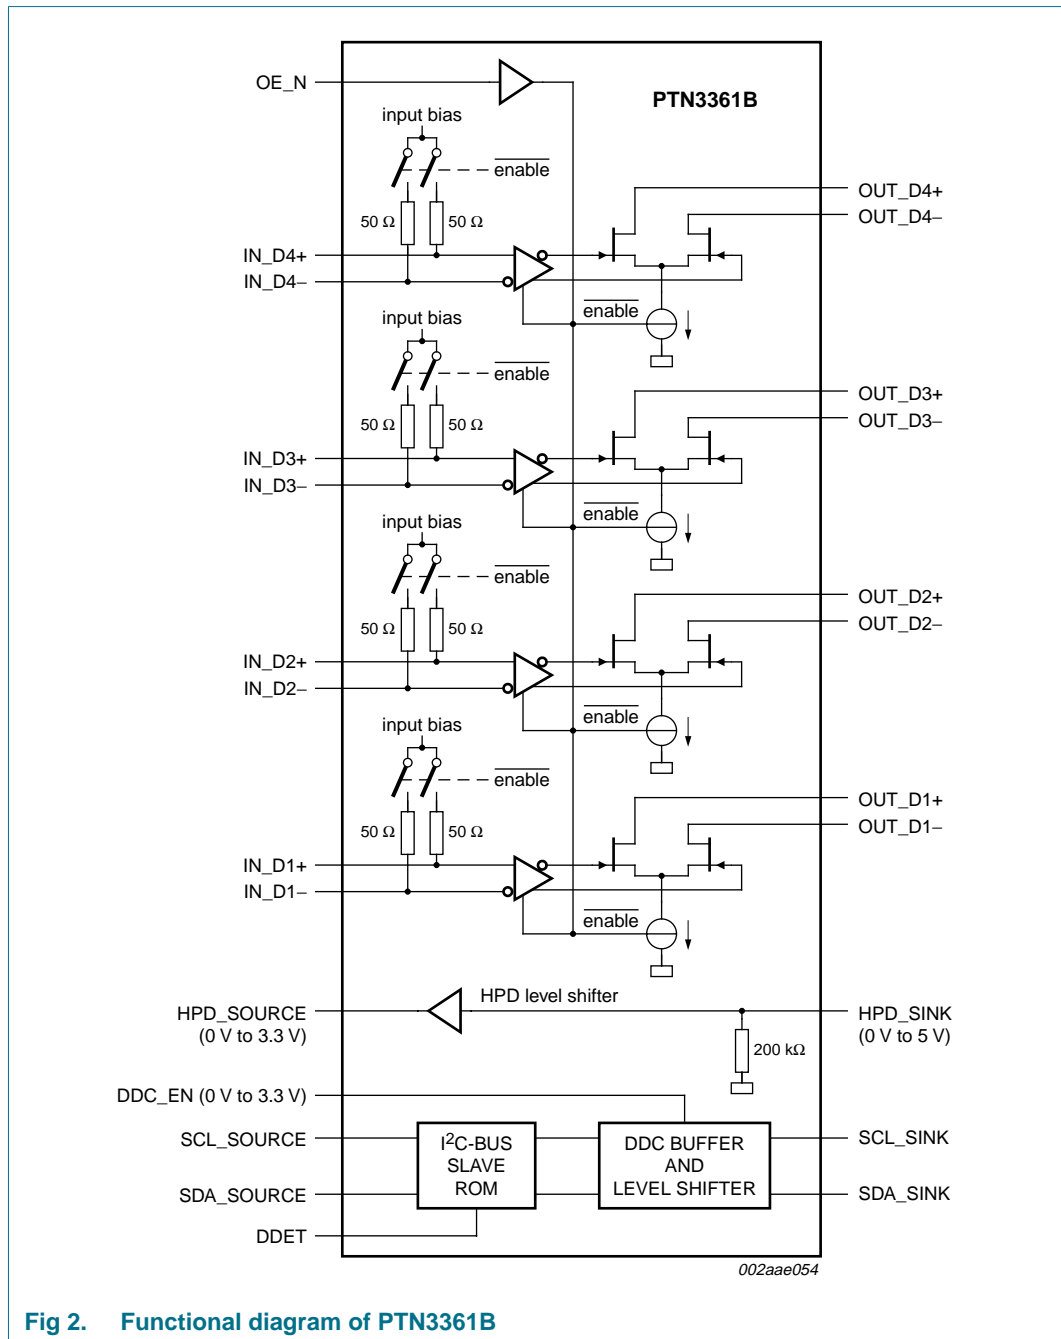 OE_N
PTN3361B
input bias
enable
OUT_D4+
OUT_D4−
50 Ω
50 Ω
IN_D4+
IN_D4−
enable
input bias
enable
OUT_D3+
OUT_D3−
50 Ω
50 Ω
IN_D3+
IN_D3−
enable
input bias
enable
OUT_D2+
OUT_D2−
50 Ω
50 Ω
IN_D2+
IN_D2−
enable
input bias
enable
OUT_D1+
OUT_D1−
50 Ω
50 Ω
IN_D1+
IN_D1−
enable
HPD level shifter
HPD_SOURCE
(0 V to 3.3 V)
HPD_SINK
(0 V to 5 V)
200 kΩ
DDC_EN (0 V to 3.3 V)
SCL_SOURCE
I²C-BUS
SLAVE
ROM
DDC BUFFER
AND
LEVEL SHIFTER
SCL_SINK
SDA_SOURCE
SDA_SINK
DDET
002aae054
Fig 2. Functional diagram of PTN3361B